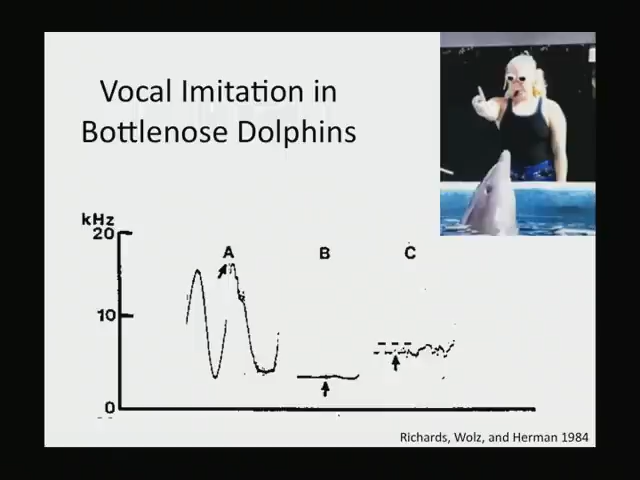 Vocal Imitation in
Bottlenose Dolphins
kHz
20
A
B
C
10
0
Richards, Wolz, and Herman 1984